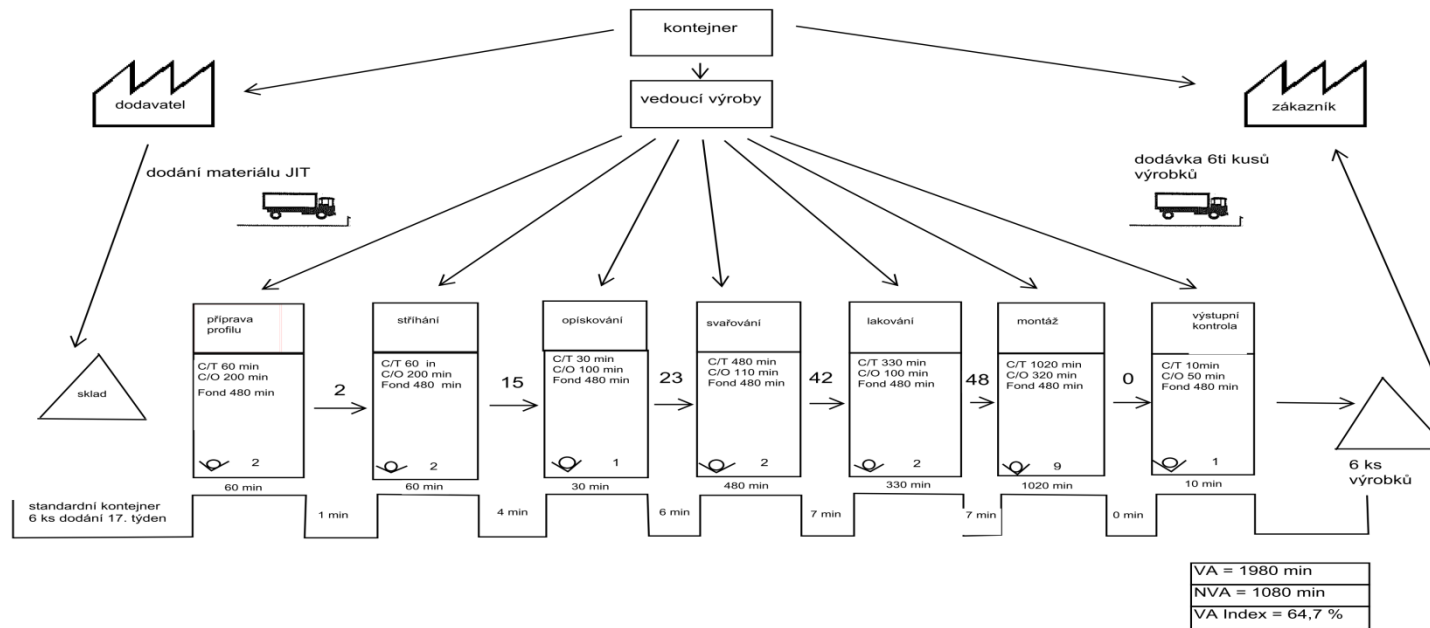 kontejner
vedoucí výroby
dodavatel
zákazník
dodání materiálu JIT
dodávka 6ti kusů
výrobků
sklad
příprava
profilu
C/T 60 min
C/O 200 min
Fond 480 min
2
2
stříhání
C/T 60 in
C/O 200 min
Fond 480 min
2
15
opískování
C/T 30 min
C/O 100 min
Fond 480 min
1
23
svařování
C/T 480 min
C/O 110 min
Fond 480 min
2
42
lakování
C/T 330 min
C/O 100 min
Fond 480 min
2
48
montáž
C/T 1020 min
C/O 320 min
Fond 480 min
9
0
výstupní
kontrola
C/T 10min
C/O 50 min
Fond 480 min
1
6 ks
výrobků
standardní kontejner
6 ks dodání 17. týden
60 min
1 min
60 min
4 min
30 min
6 min
480 min
7 min
330 min
7 min
1020 min
0 min
10 min
VA = 1980 min
NVA = 1080 min
VA Index = 64,7 %